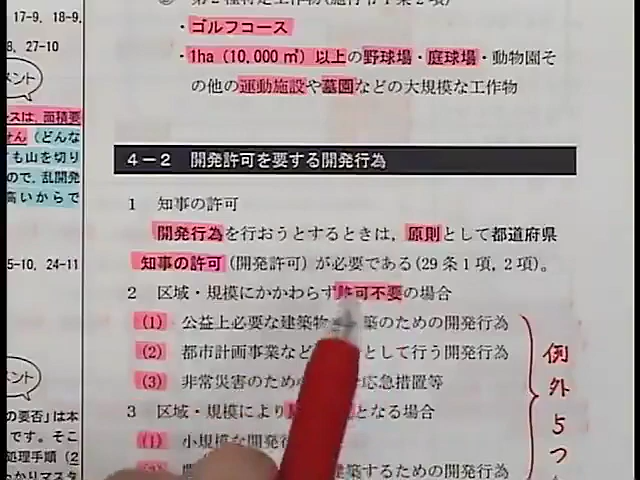 17-9. 18-9.
8, 27-10
スは、面積要
せん（どんな
も山を切り
ので、乱開発
高いからで
5-10, 24-11
の要否」は本
です。そこ
処理手順（2
かりマスタ
・ゴルフコース
・1ha（10,000㎡）以上の野球場・庭球場・動物園そ
の他の運動施設や墓園などの大規模な工作物
4－2 開発許可を要する開発行為
1 知事の許可
開発行為を行おうとするときは，原則として都道府県
知事の許可（開発許可）が必要である（29条1項，2項）。
2 区域・規模にかかわらず許可不要の場合
(1) 公益上必要な建築物 築のための開発行為
(2) 都市計画事業など として行う開発行為
(3) 非常災害のため 応急措置等
3 区域・規模により となる場合
(1) 小規模な開発行
建築するための開発行為
例外5つ